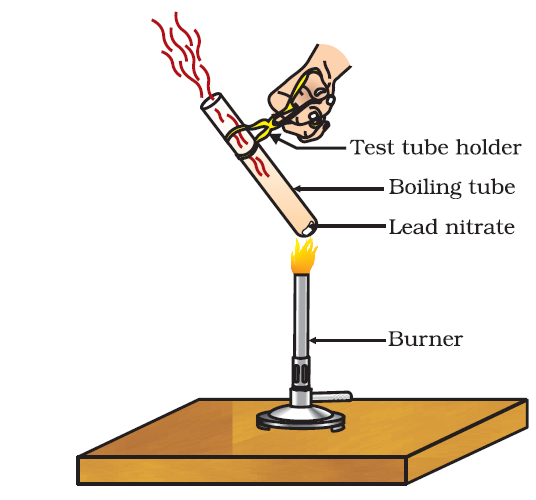 Test tube holder
Boiling tube
Lead nitrate
Burner